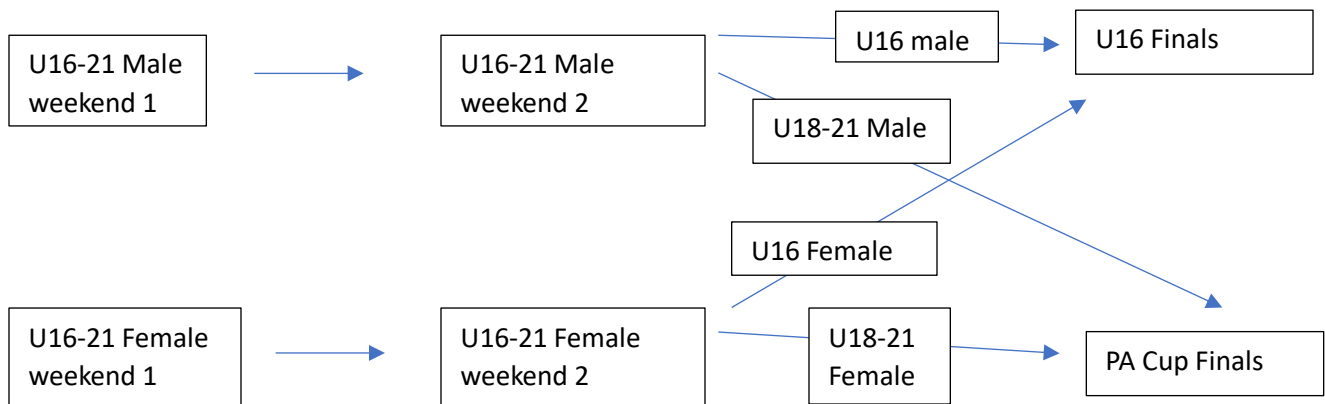 U16-21 Male
weekend 1
U16-21 Male
weekend 2
U16 male
U16 Finals
U18-21 Male
U16 Female
U16-21 Female
weekend 1
U16-21 Female
weekend 2
U18-21
Female
PA Cup Finals